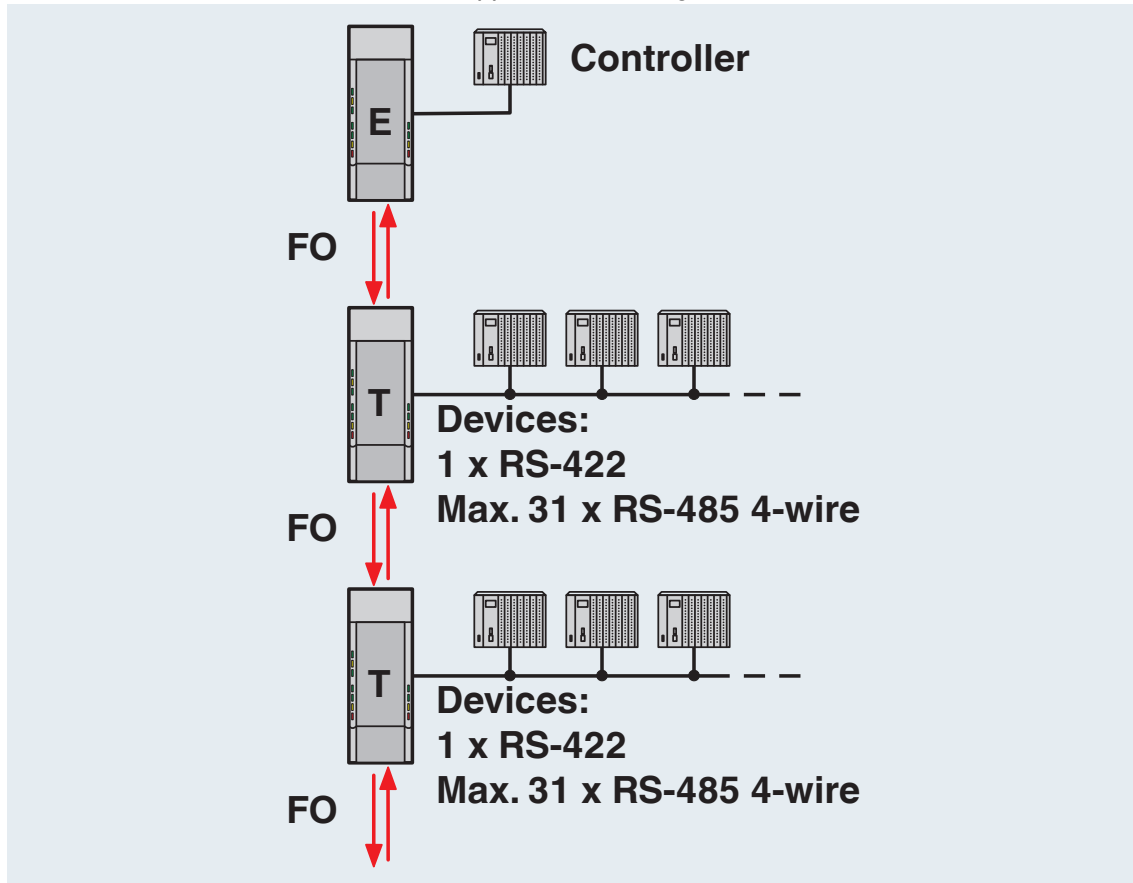 Controller
E
FO
T
Devices:
1 x RS-422
Max. 31 x RS-485 4-wire
FO
T
Devices:
1 x RS-422
Max. 31 x RS-485 4-wire
FO